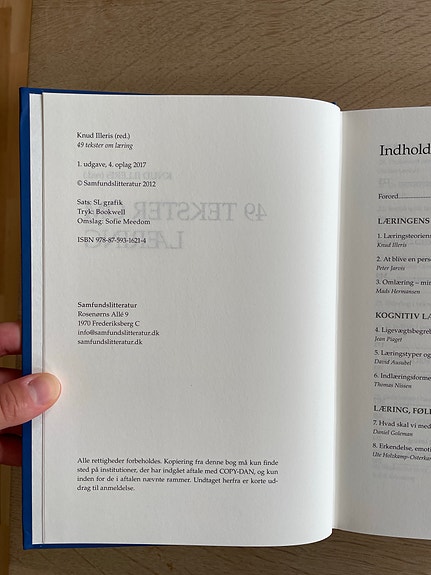 Knud Illeris (red.)
49 tekster om læring
1. udgave, 4. oplag 2017
© Samfundslitteratur 2012
Sats: SL grafik
Tryk: Bookwell
Omslag: Sofie Meedom
ISBN 978-87-593-1621-4
Samfundslitteratur
Rosenørns Allé 9
1970 Frederiksberg C
info@samfundslitteratur.dk
samfundslitteratur.dk
Alle rettigheder forbeholdes. Kopiering fra denne bog må kun finde
sted på institutioner, der har indgået aftale med COPY-DAN, og kun
inden for de i aftalen nævnte rammer. Undtaget herfra er korte ud-
drag til anmeldelse.
Indhold
Forord
LÆRINGENS
1. Læringsteoriens
Knud Illeris
2. At blive en pers
Peter Jarvis
3. Omlæring – min
Mads Hermansen
KOGNITIV LÆ
4. Ligevægtsbegrebe
Jean Piaget
5. Læringstyper og
David Ausubel
6. Indlæringsforme
Thomas Nissen
LÆRING, FØLE
7. Hvad skal vi med
Daniel Goleman
8. Erkendelse, emoti
Ute Holzkamp-Osterkam